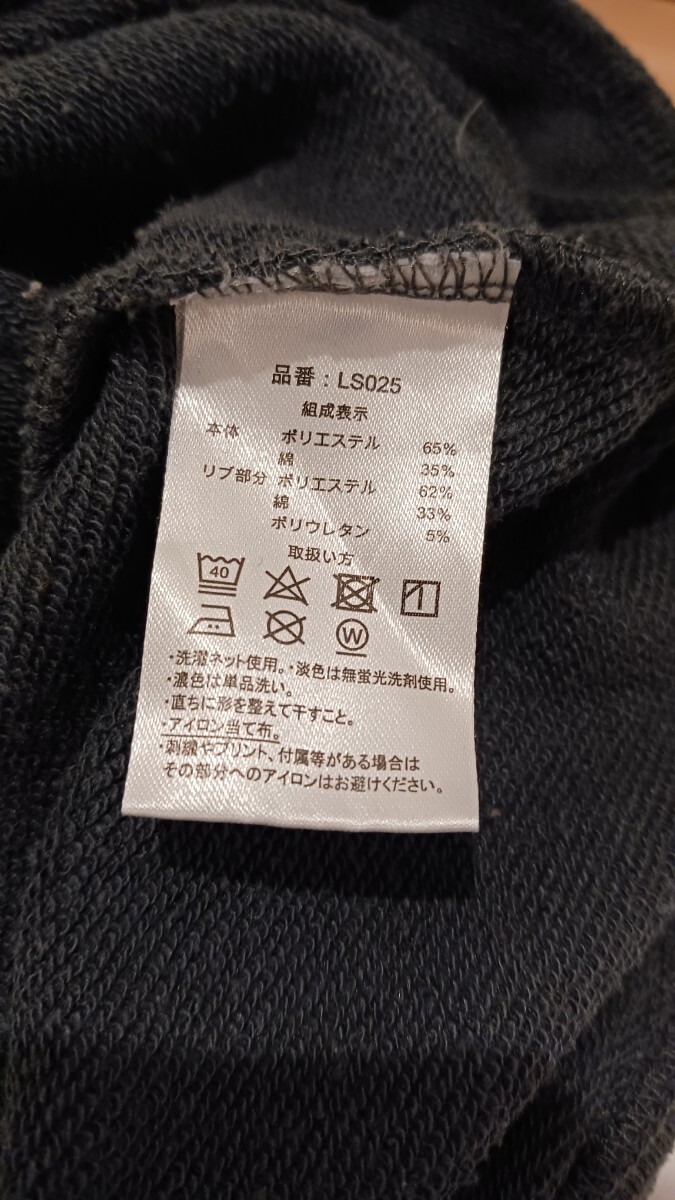 品番 : LS025
組成表示
本体 ポリエステル 65%
綿 35%
リブ部分 ポリエステル 62%
綿 33%
ポリウレタン 5%
取扱い方
40
W
・洗濯ネット使用。・淡色は無蛍光洗剤使用。
・濃色は単品洗い。
・直ちに形を整えて干すこと。
・アイロン当て布。
・刺繍やプリント、付属等がある場合は
その部分へのアイロンはお避けください。